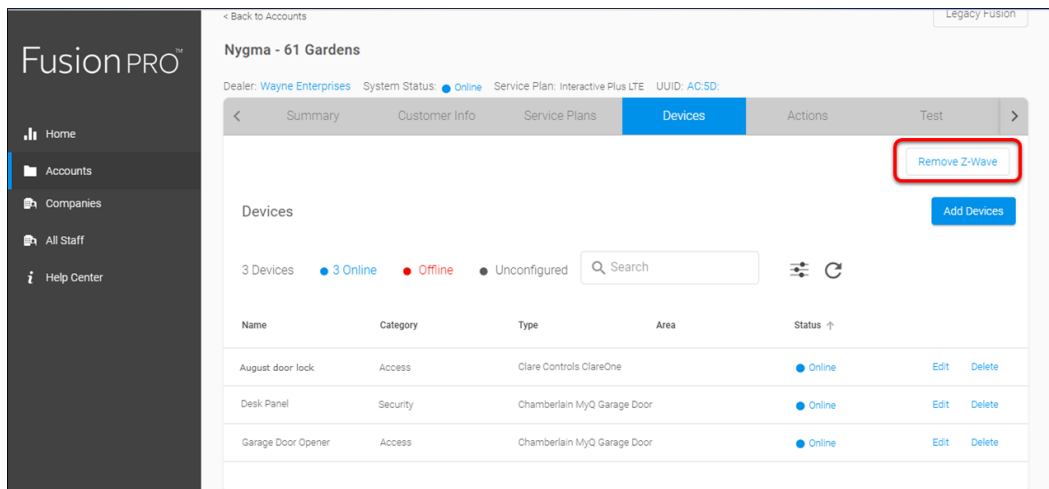 < Back to Accounts
Legacy Fusion
FusionPRO™
Nygma - 61 Gardens
Dealer: Wayne Enterprises System Status: Online Service Plan: Interactive Plus LTE UUID: AC:5D:
< Summary Customer Info Service Plans Devices Actions Test >
Home
Remove Z-Wave
Accounts
Companies
Devices
Add Devices
All Staff
3 Devices 3 Online Offline Unconfigured Search
Help Center
Name Category Type Area Status ↑
August door lock Access Clare Controls ClareOne Online Edit Delete
Desk Panel Security Chamberlain MyQ Garage Door Online Edit Delete
Garage Door Opener Access Chamberlain MyQ Garage Door Online Edit Delete